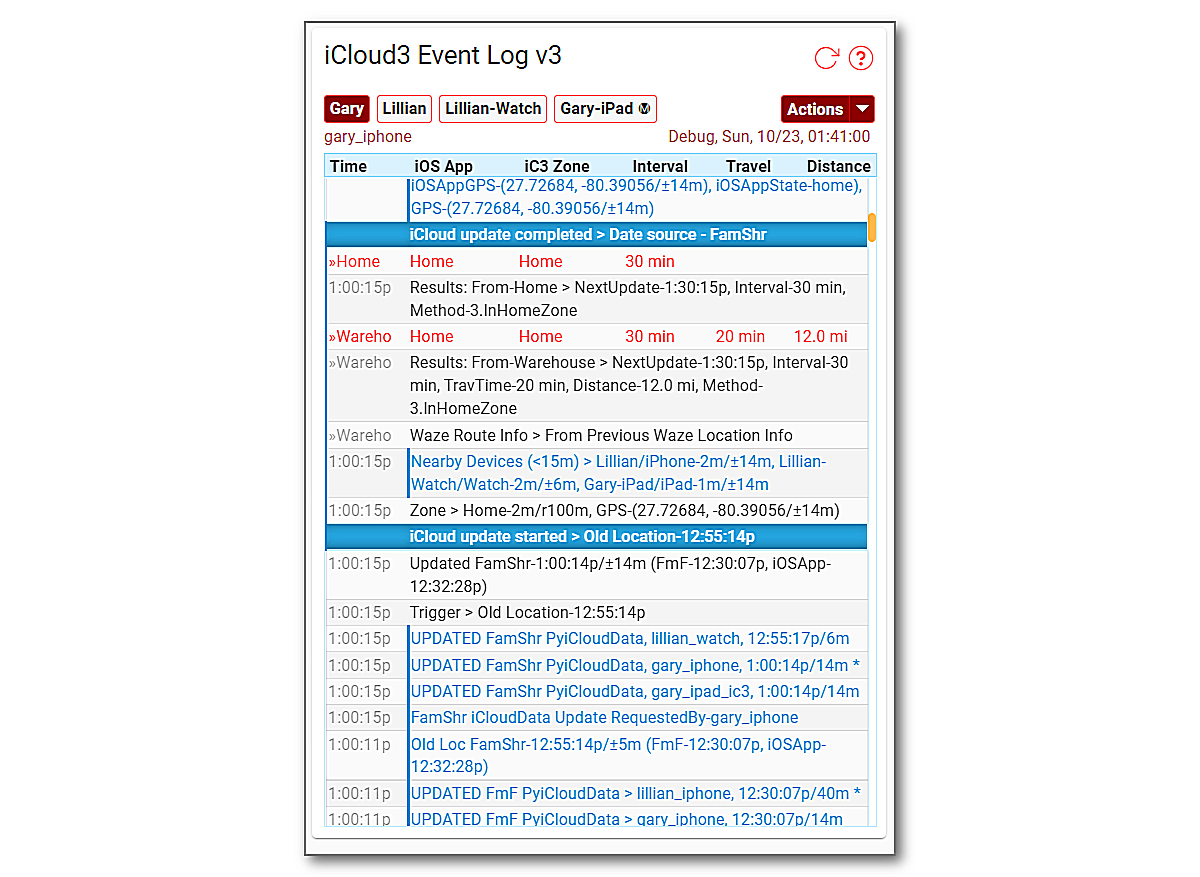 iCloud3 Event Log v3
?
Gary Lillian Lillian-Watch Gary-iPad Ⓜ Actions
gary_iphone Debug, Sun, 10/23, 01:41:00
Time iOS App iC3 Zone Interval Travel Distance
iOSAppGPS-(27.72684, -80.39056/±14m), iOSAppState-home),
GPS-(27.72684, -80.39056/±14m)
iCloud update completed > Date source - FamShr
»Home Home Home 30 min
1:00:15p Results: From-Home > NextUpdate-1:30:15p, Interval-30 min,
Method-3.InHomeZone
»Wareho Home Home 30 min 20 min 12.0 mi
»Wareho Results: From-Warehouse > NextUpdate-1:30:15p, Interval-30
min, TravTime-20 min, Distance-12.0 mi, Method-
3.InHomeZone
»Wareho Waze Route Info > From Previous Waze Location Info
1:00:15p Nearby Devices (<15m) > Lillian/iPhone-2m/±14m, Lillian-
Watch/Watch-2m/±6m, Gary-iPad/iPad-1m/±14m
1:00:15p Zone > Home-2m/r100m, GPS-(27.72684, -80.39056/±14m)
iCloud update started > Old Location-12:55:14p
1:00:15p Updated FamShr-1:00:14p/±14m (FmF-12:30:07p, iOSApp-
12:32:28p)
1:00:15p Trigger > Old Location-12:55:14p
1:00:15p UPDATED FamShr PyiCloudData, lillian_watch, 12:55:17p/6m
1:00:15p UPDATED FamShr PyiCloudData, gary_iphone, 1:00:14p/14m *
1:00:15p UPDATED FamShr PyiCloudData, gary_ipad_ic3, 1:00:14p/14m
1:00:15p FamShr iCloudData Update RequestedBy-gary_iphone
1:00:11p Old Loc FamShr-12:55:14p/±5m (FmF-12:30:07p, iOSApp-
12:32:28p)
1:00:11p UPDATED FmF PyiCloudData > lillian_iphone, 12:30:07p/40m *
1:00:11p UPDATED FmF PyiCloudData > gary_iphone, 12:30:07p/14m